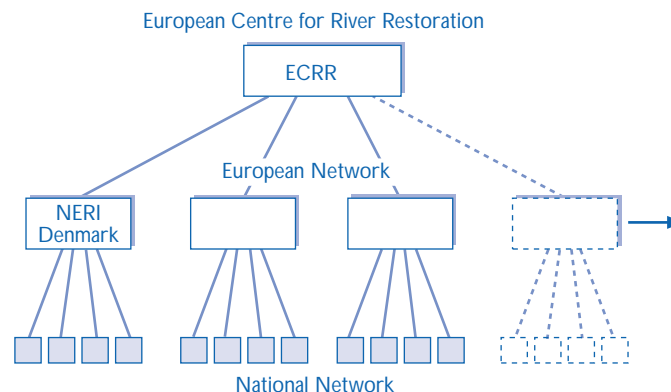 European Centre for River Restoration
ECRR
European Network
NERI
Denmark
National Network